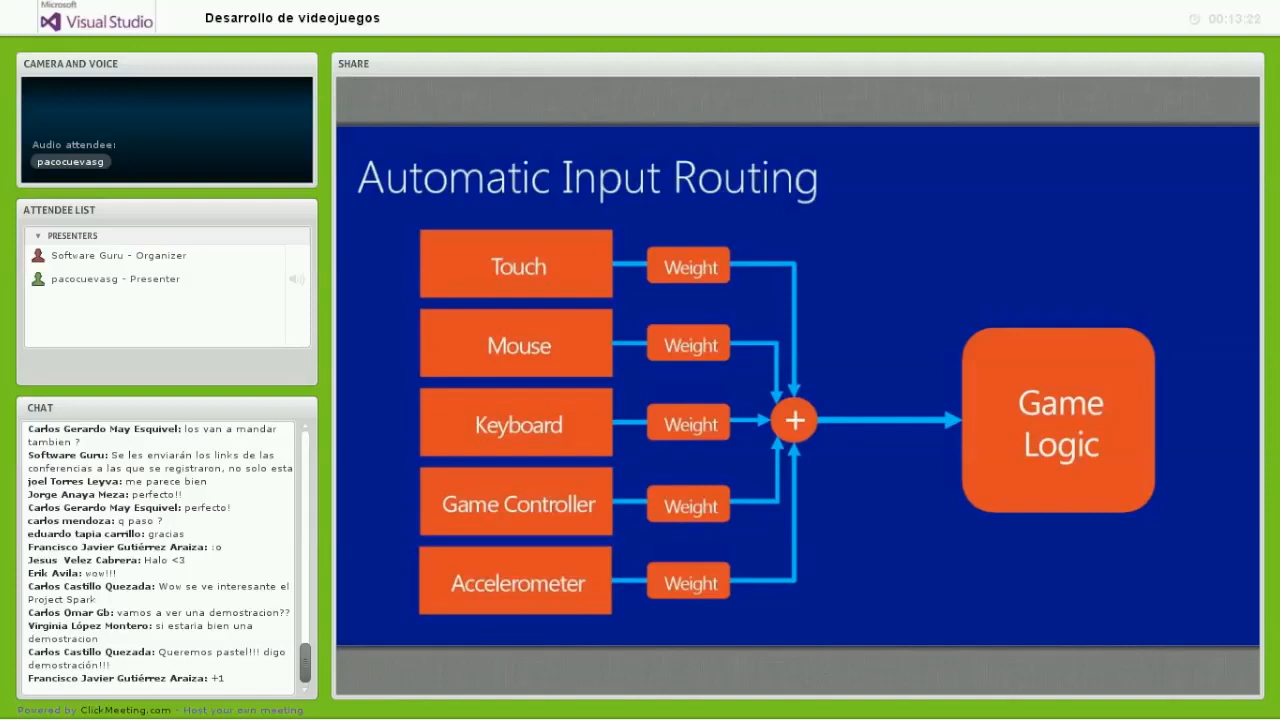 Microsoft
Visual Studio
Desarrollo de videojuegos
00:13:22
CAMERA AND VOICE
Audio attendee:
pacocuevasg
ATTENDEE LIST
PRESENTERS
Software Guru - Organizer
pacocuevasg - Presenter
CHAT
Carlos Gerardo May Esquivel: los van a mandar
tambien ?
Software Guru: Se les enviarán los links de las
conferencias a las que se registraron, no solo esta
joel Torres Leyva: me parece bien
Jorge Anaya Meza: perfecto!!
Carlos Gerardo May Esquivel: perfecto!
carlos mendoza: q paso ?
eduardo tapia carrillo: gracias
Francisco Javier Gutiérrez Araiza: :o
Jesus Velez Cabrera: Halo <3
Erik Avila: wow!!!
Carlos Castillo Quezada: Wow se ve interesante el
Project Spark
Carlos Omar Gb: vamos a ver una demostracion??
Virginia López Montero: si estaria bien una
demostracion
Carlos Castillo Quezada: Queremos pastel!!! digo
demostración!!!
Francisco Javier Gutiérrez Araiza: +1
SHARE
Automatic Input Routing
Touch
Weight
Mouse
Weight
Keyboard
Weight
+
Game
Logic
Game Controller
Weight
Accelerometer
Weight
Powered by ClickMeeting.com - Host your own meeting